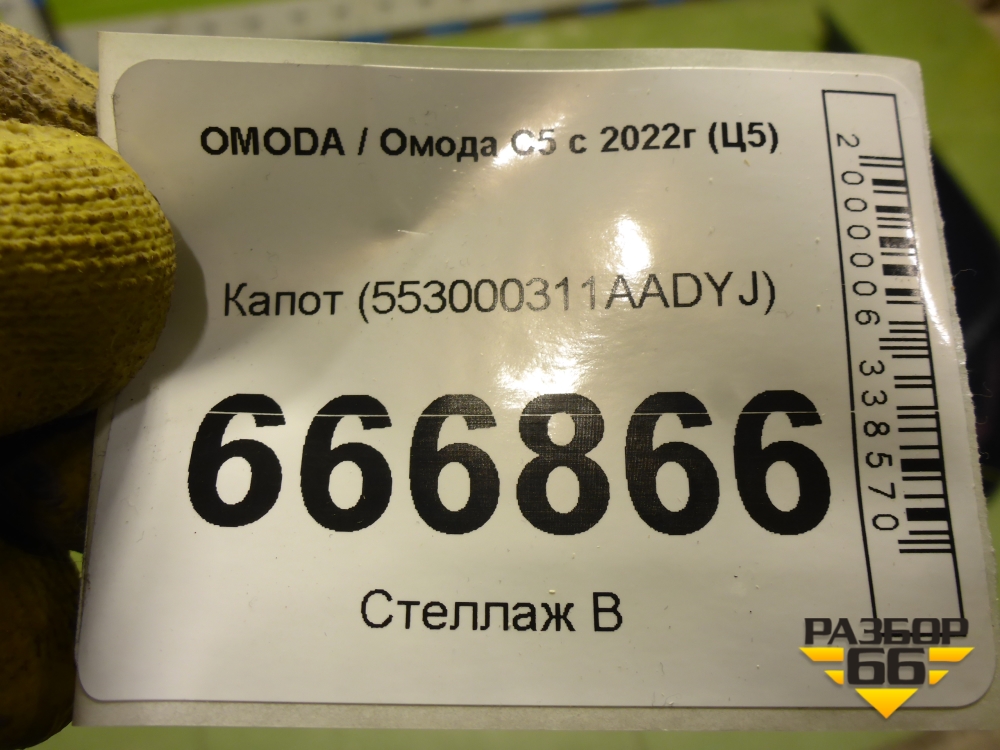 OMODA / Омода C5 с 2022г (Ц5)
Капот (553000311AADYJ)
666866
Стеллаж В
2000006338570
РАЗБОР
66